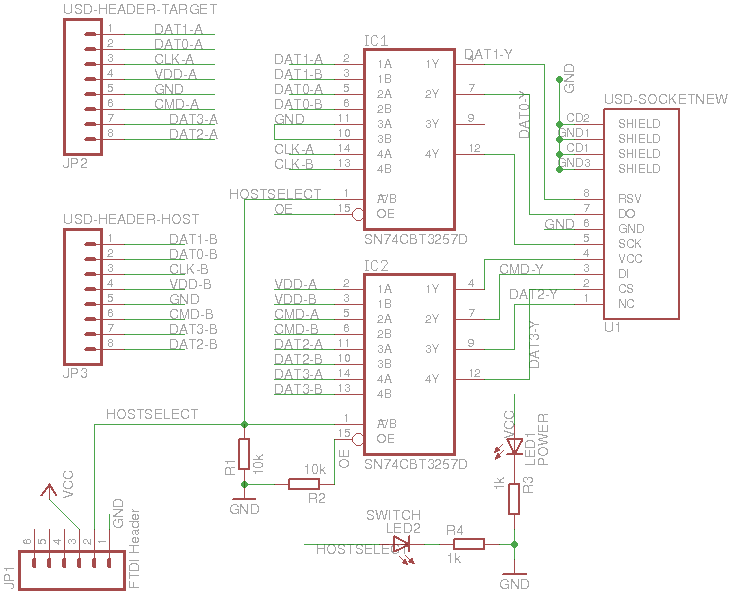 USD-HEADER-TARGET
1 DAT1-A
2 DAT0-A
3 CLK-A
4 VDD-A
5 GND
6 CMD-A
7 DAT3-A
8 DAT2-A
JP2
IC1
DAT1-A 2 1A 1Y 4 DAT1-Y
DAT1-B 3 1B
DAT0-A 5 2A 2Y 7 DAT0-Y
DAT0-B 6 2B
GND 11 3A 3Y 9
10 3B
CLK-A 14 4A 4Y 12
CLK-B 13 4B
HOSTSELECT 1 A/B
OE 15 OE
SN74CBT3257D
GND
USD-SOCKETNEW
CD2 SHIELD
GND1 SHIELD
CD1 SHIELD
GND3 SHIELD
8 RSV
7 DO
GND 6 GND
5 SCK
4 VCC
CMD-Y 3 DI
2 CS
DAT2-Y 1 NC
DAT3-Y
U1
USD-HEADER-HOST
1 DAT1-B
2 DAT0-B
3 CLK-B
4 VDD-B
5 GND
6 CMD-B
7 DAT3-B
8 DAT2-B
JP3
IC2
VDD-A 2 1A 1Y 4
VDD-B 3 1B
CMD-A 5 2A 2Y 7
CMD-B 6 2B
DAT2-A 11 3A 3Y 9
DAT2-B 10 3B
DAT3-A 14 4A 4Y 12
DAT3-B 13 4B
HOSTSELECT 1 A/B
OE 15 OE
SN74CBT3257D
R1 10k
10k
R2
GND
VCC
LED1
POWER
1k R3
SWITCH
LED2
HOSTSELECT
R4
1k
GND
VCC
GND
6 5 4 3 2 1
JP1
FTDI Header